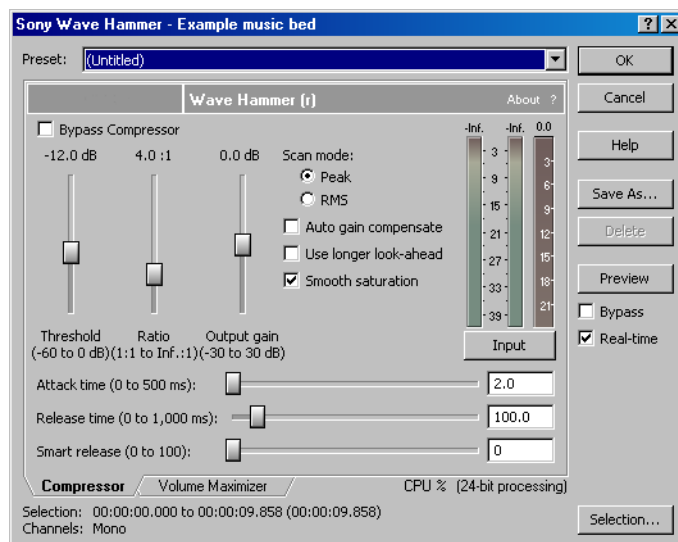 Sony Wave Hammer - Example music bed
Preset: (Untitled)
OK
Wave Hammer (r) About ?
Cancel
Bypass Compressor
-Inf. -Inf. 0.0
Help
-12.0 dB 4.0 :1 0.0 dB Scan mode:
Peak
RMS
Auto gain compensate
Use longer look-ahead
Smooth saturation
3
9
15
21
27
33
39
3
6
9
12
15
18
21
Save As...
Delete
Preview
Bypass
Real-time
Threshold Ratio Output gain
(-60 to 0 dB) (1:1 to Inf.:1) (-30 to 30 dB)
Input
Attack time (0 to 500 ms): 2.0
Release time (0 to 1,000 ms): 100.0
Smart release (0 to 100): 0
Compressor Volume Maximizer CPU % (24-bit processing)
Selection: 00:00:00.000 to 00:00:09.858 (00:00:09.858)
Channels: Mono
Selection...